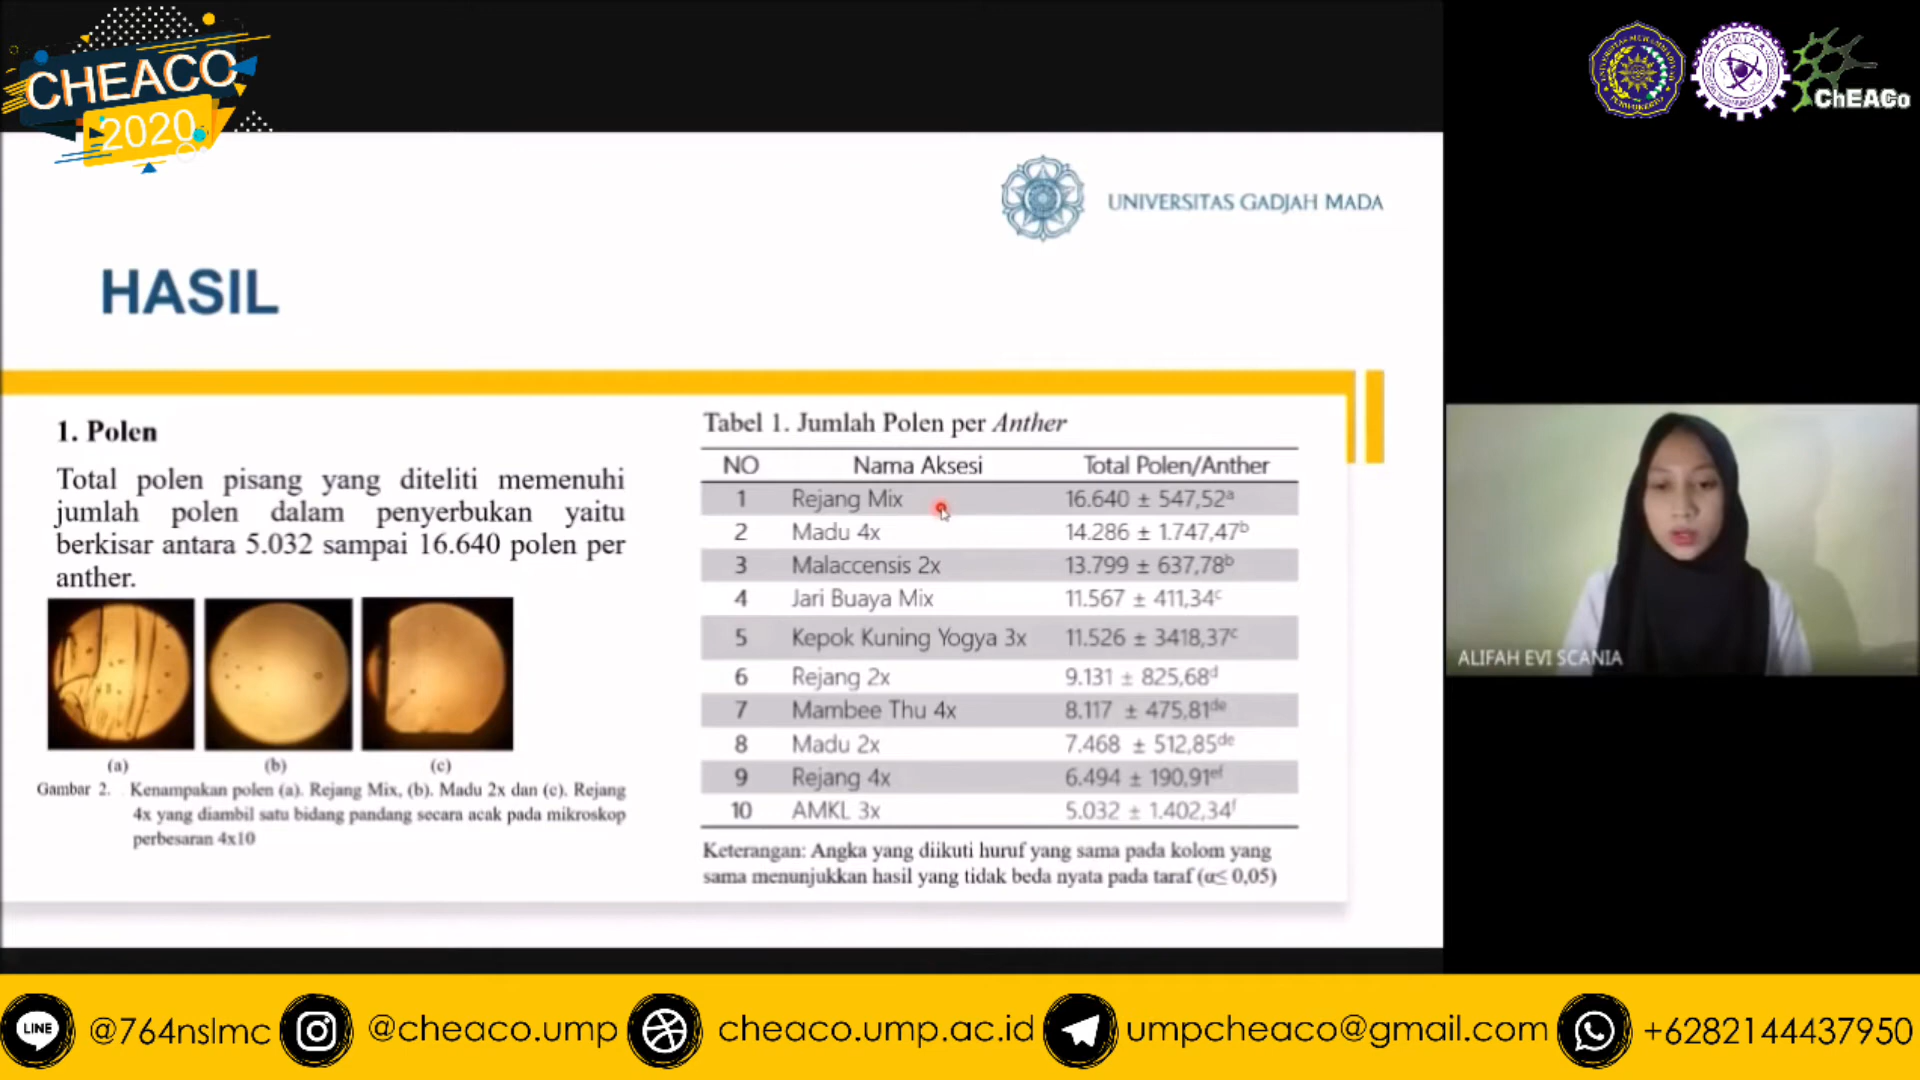 CHEACO
2020
ChEACo
UNIVERSITAS GADJAH MADA
HASIL
1. Polen
Total polen pisang yang diteliti memenuhi
jumlah polen dalam penyerbukan yaitu
berkisar antara 5.032 sampai 16.640 polen per
anther.
(a) (b) (c)
Gambar 2. Kenampakan polen (a). Rejang Mix, (b). Madu 2x dan (c). Rejang
4x yang diambil satu bidang pandang secara acak pada mikroskop
perbesaran 4x10
Tabel 1. Jumlah Polen per Anther
NO Nama Aksesi Total Polen/Anther
1 Rejang Mix 16.640 ± 547,52ᵃ
2 Madu 4x 14.286 ± 1.747,47ᵇ
3 Malaccensis 2x 13.799 ± 637,78ᵇ
4 Jari Buaya Mix 11.567 ± 411,34ᶜ
5 Kepok Kuning Yogya 3x 11.526 ± 3418,37ᶜ
6 Rejang 2x 9.131 ± 825,68ᵈ
7 Mambee Thu 4x 8.117 ± 475,81ᵈᵉ
8 Madu 2x 7.468 ± 512,85ᵈᵉ
9 Rejang 4x 6.494 ± 190,91ᵉᶠ
10 AMKL 3x 5.032 ± 1.402,34ᶠ
Keterangan: Angka yang diikuti huruf yang sama pada kolom yang
sama menunjukkan hasil yang tidak beda nyata pada taraf (α≤ 0,05)
ALIFAH EVI SCANIA
LINE @764nslmc @cheaco.ump cheaco.ump.ac.id umpcheaco@gmail.com +6282144437950